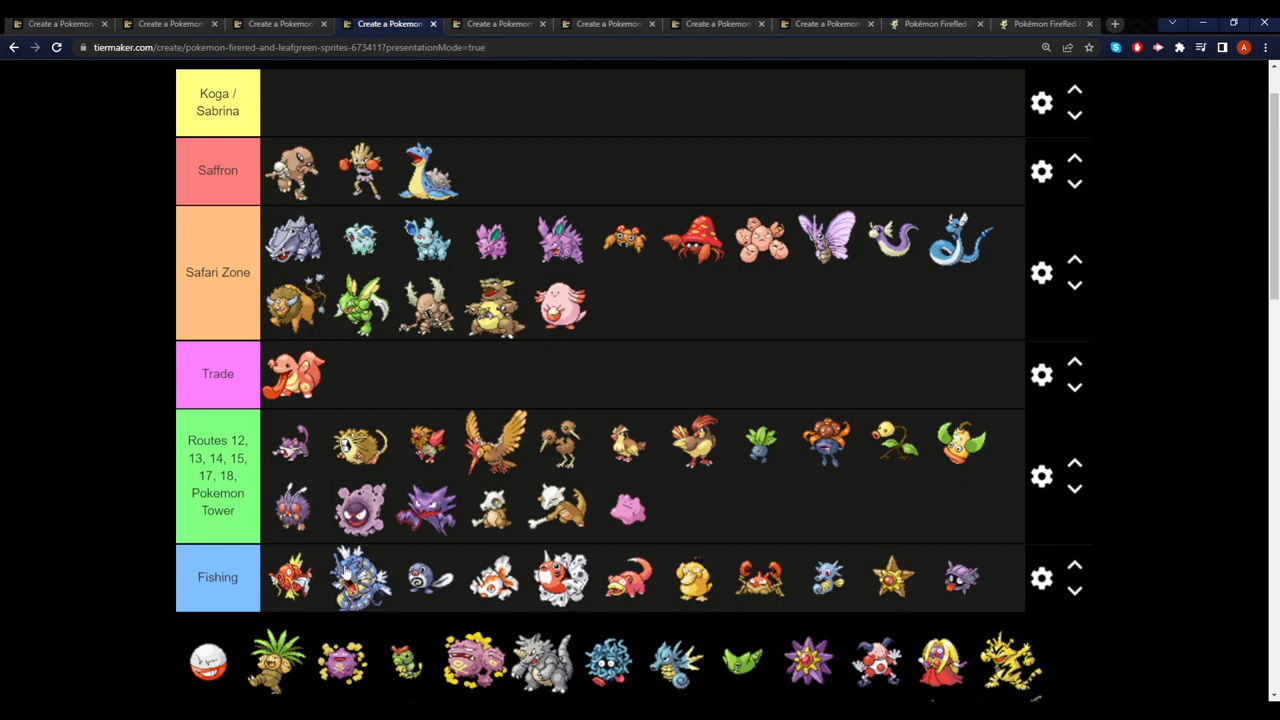 Create a Pokemon
Create a Pokemon
Create a Pokemon
Create a Pokemon
Create a Pokemon
Create a Pokemon
Create a Pokemon
Create a Pokemon
Pokémon FireRed
Pokémon FireRed
tiermaker.com/create/pokemon-firered-and-leafgreen-sprites-673411?presentationMode=true
A
Koga /
Sabrina
Saffron
Safari Zone
Trade
Routes 12,
13, 14, 15,
17, 18,
Pokemon
Tower
Fishing